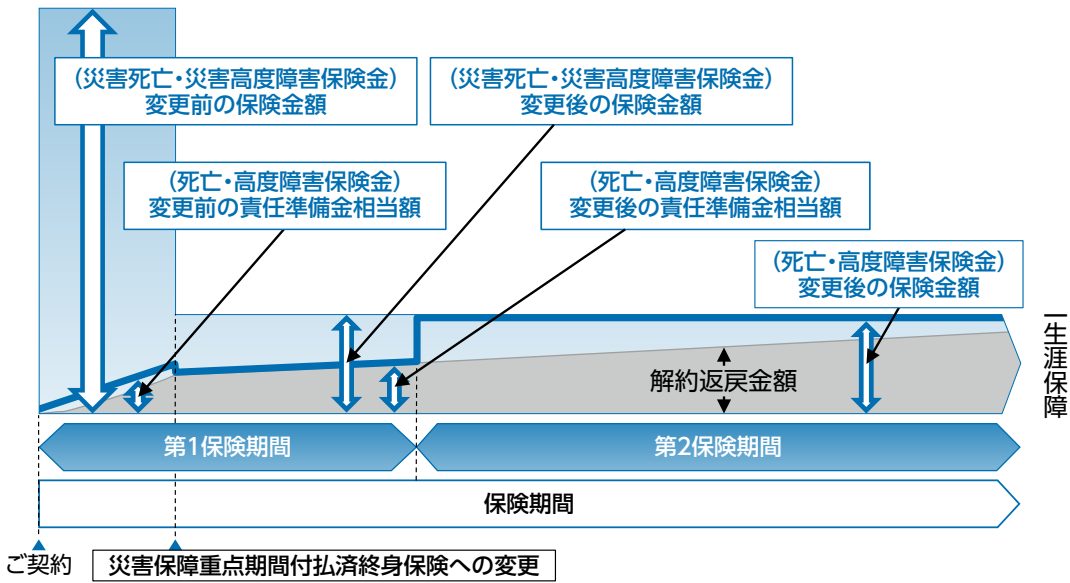 (災害死亡・災害高度障害保険金)
変更前の保険金額
(災害死亡・災害高度障害保険金)
変更後の保険金額
(死亡・高度障害保険金)
変更前の責任準備金相当額
(死亡・高度障害保険金)
変更後の責任準備金相当額
(死亡・高度障害保険金)
変更後の保険金額
一生涯保障
解約返戻金額
第1保険期間
第2保険期間
保険期間
ご契約
災害保障重点期間付払済終身保険への変更